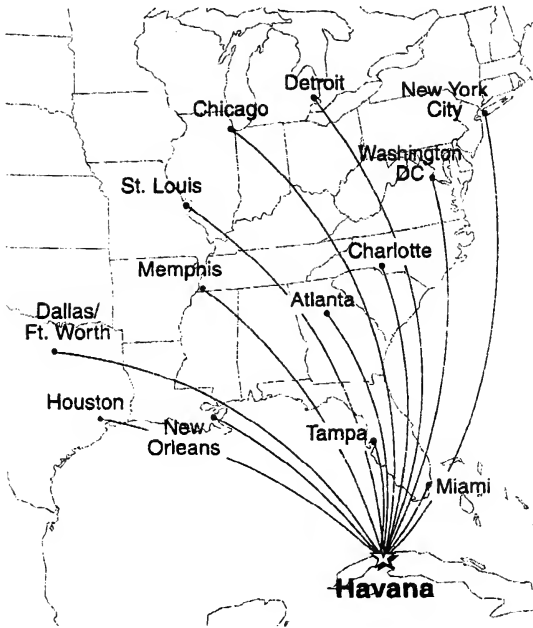 Detroit
New York
City
Chicago
Washington
DC
St. Louis
Charlotte
Memphis
Atlanta
Dallas/
Ft. Worth
Houston
New
Orleans
Tampa
Miami
Havana